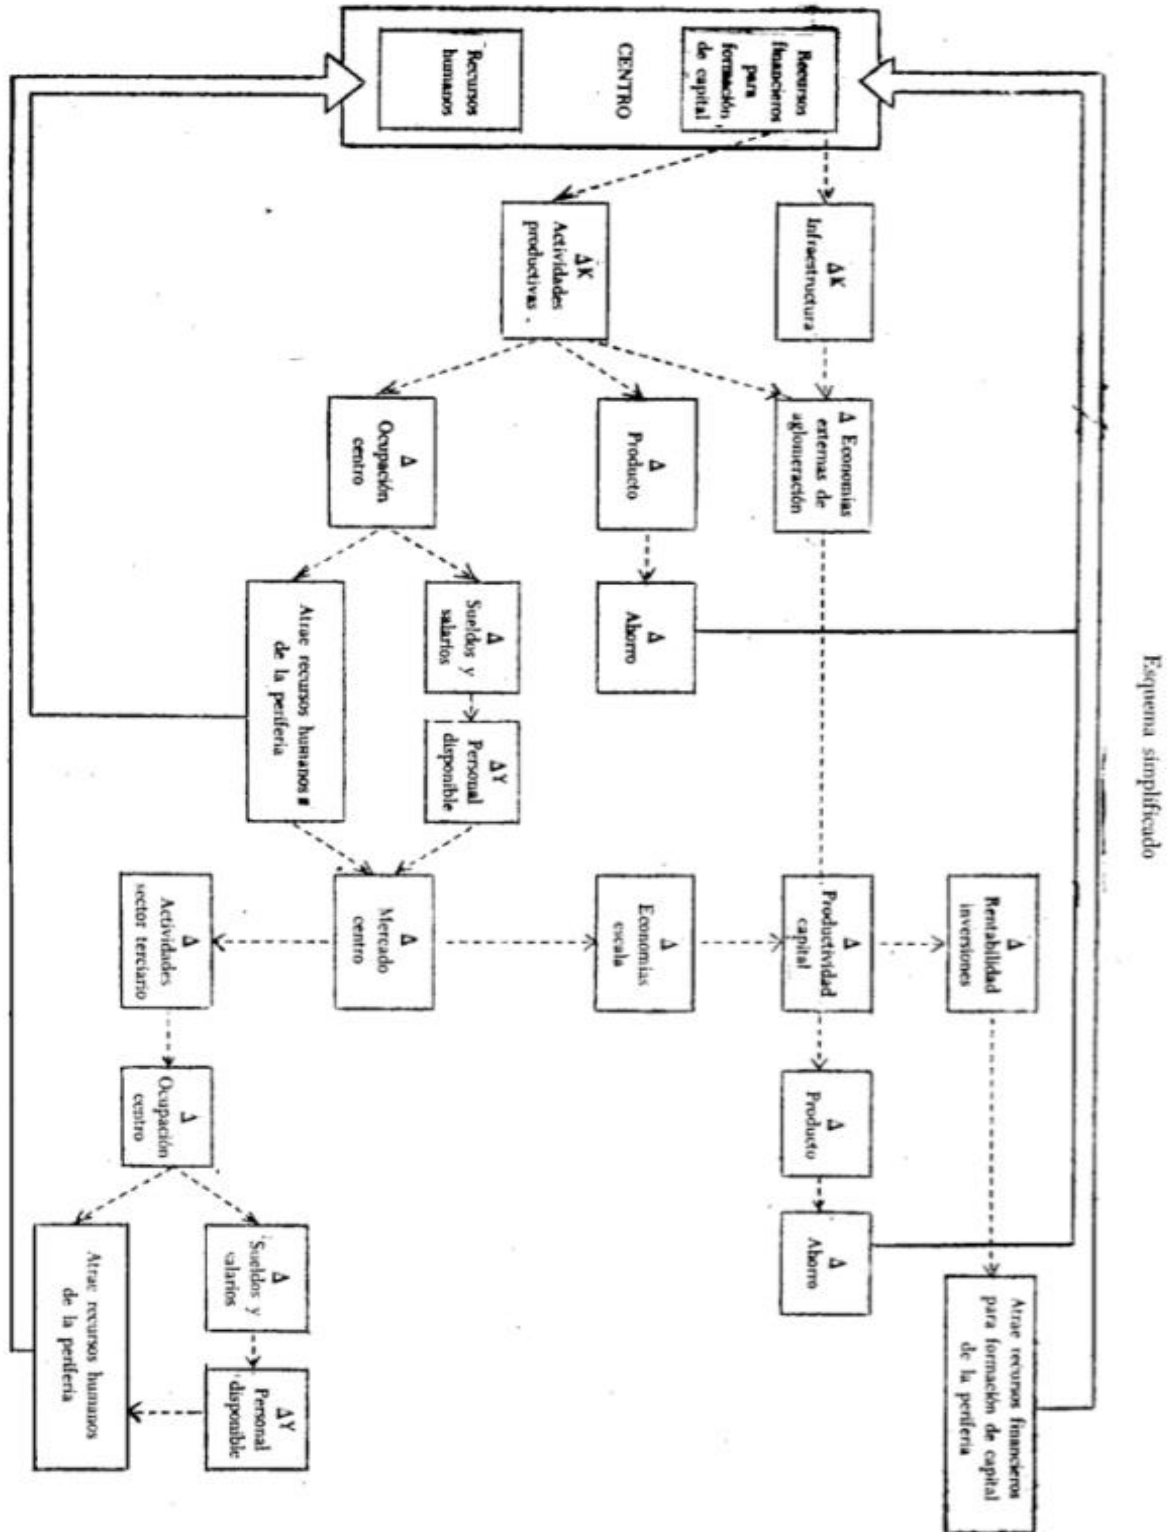 Esquema simplificado
Recursos
financieros
para
formación
de capital
CENTRO
Recursos
humanos
ΔK
Infraestructura
ΔK
Actividades
productivas
Δ Economías
externas de
aglomeración
Δ
Producto
Δ
Ocupación
centro
Δ
Ahorro
Δ
Sueldos y
salarios
Atrae recursos humanos
de la periferia
ΔY
Personal
disponible
Δ
Rentabilidad
inversiones
Δ
Productividad
capital
Δ
Economías
escala
Δ
Mercado
centro
Δ
Actividades
sector terciario
Δ
Producto
Δ
Ocupación
centro
Δ
Ahorro
Δ
Sueldos y
salarios
Atrae recursos financieros
para formación de capital
de la periferia
Atrae recursos humanos
de la periferia
ΔY
Personal
disponible